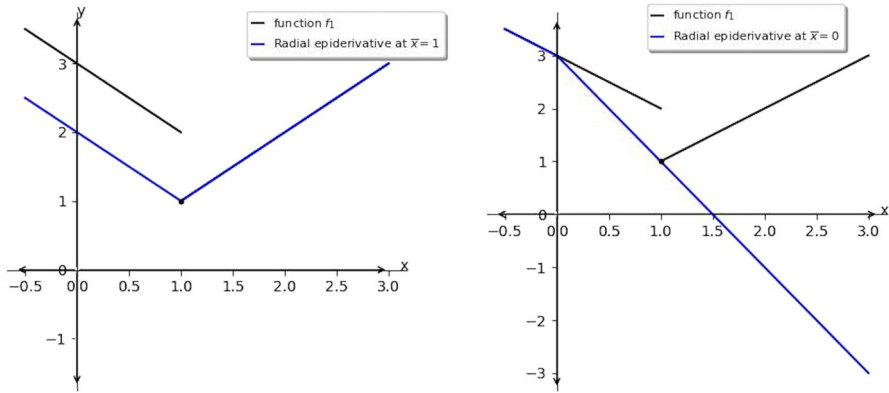 y
function f₁
Radial epiderivative at x̅ = 1
3
2
1
0
−1
x
−0.5 0.0 0.5 1.0 1.5 2.0 2.5 3.0
function f₁
Radial epiderivative at x̅ = 0
3
2
1
0
−1
−2
−3
x
−0.5 0.0 0.5 1.0 1.5 2.0 2.5 3.0